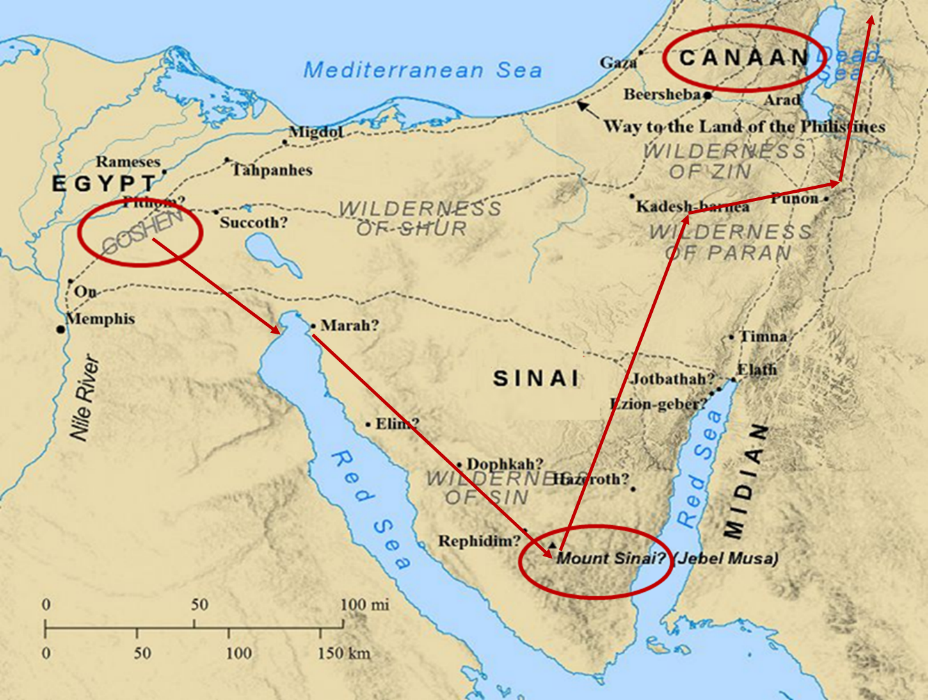 Mediterranean Sea
Gaza
CANAAN
Dead
Sea
Beersheba
Arad
Way to the Land of the Philistines
Migdol
WILDERNESS
OF ZIN
Rameses
Tahpanhes
EGYPT
Pithom?
Kadesh-barnea
Punon
GOSHEN
Succoth?
WILDERNESS
OF SHUR
WILDERNESS
OF PARAN
On
Memphis
Marah?
Timna
Nile River
SINAI
Jotbathah?
Elath
Ezion-geber?
Elim?
Red Sea
MIDIAN
Dophkah?
WILDERNESS
OF SIN
Hazeroth?
Red Sea
Rephidim?
Mount Sinai? (Jebel Musa)
0 50 100 mi
0 50 100 150 km